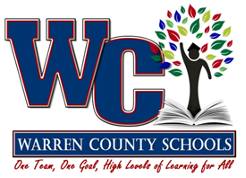 WC
WARREN COUNTY SCHOOLS
One Team, One Goal, High Levels of Learning for All